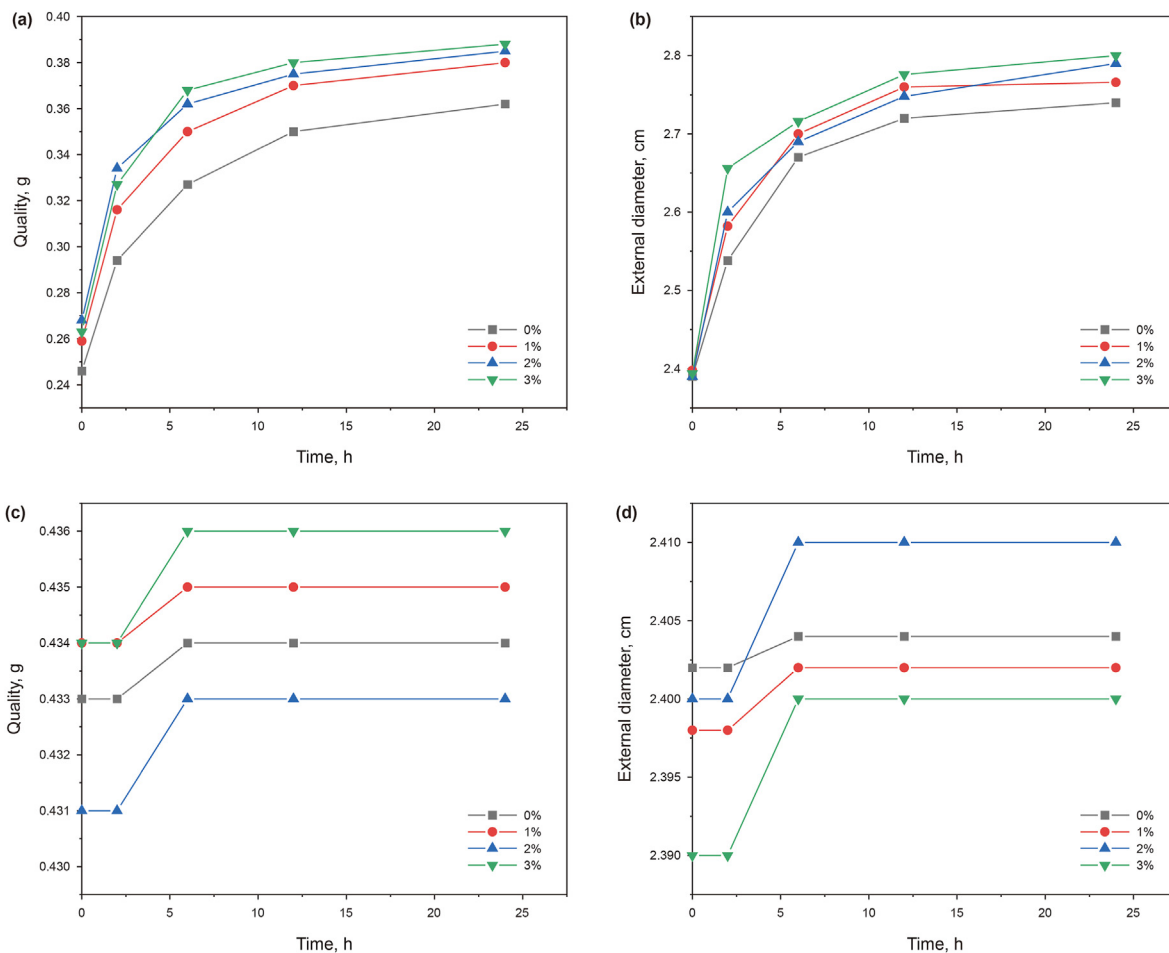 (a)
0.40
0.38
0.36
0.34
0.32
0.30
0.28
0.26
0.24
Quality, g
0%
1%
2%
3%
0 5 10 15 20 25
Time, h
(b)
2.8
2.7
2.6
2.5
2.4
External diameter, cm
0%
1%
2%
3%
0 5 10 15 20 25
Time, h
(c)
0.436
0.435
0.434
0.433
0.432
0.431
0.430
Quality, g
0%
1%
2%
3%
0 5 10 15 20 25
Time, h
(d)
2.410
2.405
2.400
2.395
2.390
External diameter, cm
0%
1%
2%
3%
0 5 10 15 20 25
Time, h